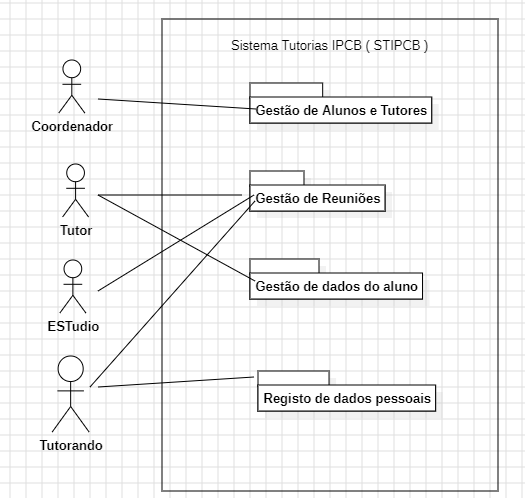 Sistema Tutorias IPCB ( STIPCB )
Coordenador
Gestão de Alunos e Tutores
Tutor
Gestão de Reuniões
ESTudio
Gestão de dados do aluno
Tutorando
Registo de dados pessoais